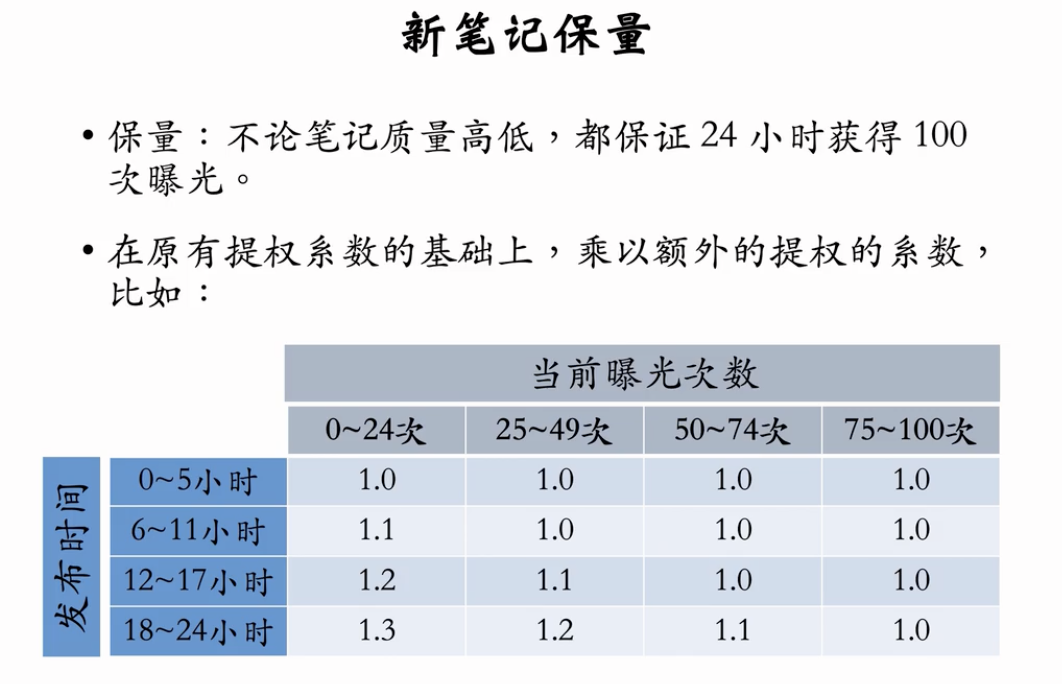 新笔记保量
• 保量：不论笔记质量高低，都保证 24 小时获得 100
次曝光。
• 在原有提权系数的基础上，乘以额外的提权的系数，
比如：
当前曝光次数
0~24次 25~49次 50~74次 75~100次
发布时间
0~5小时 1.0 1.0 1.0 1.0
6~11小时 1.1 1.0 1.0 1.0
12~17小时 1.2 1.1 1.0 1.0
18~24小时 1.3 1.2 1.1 1.0